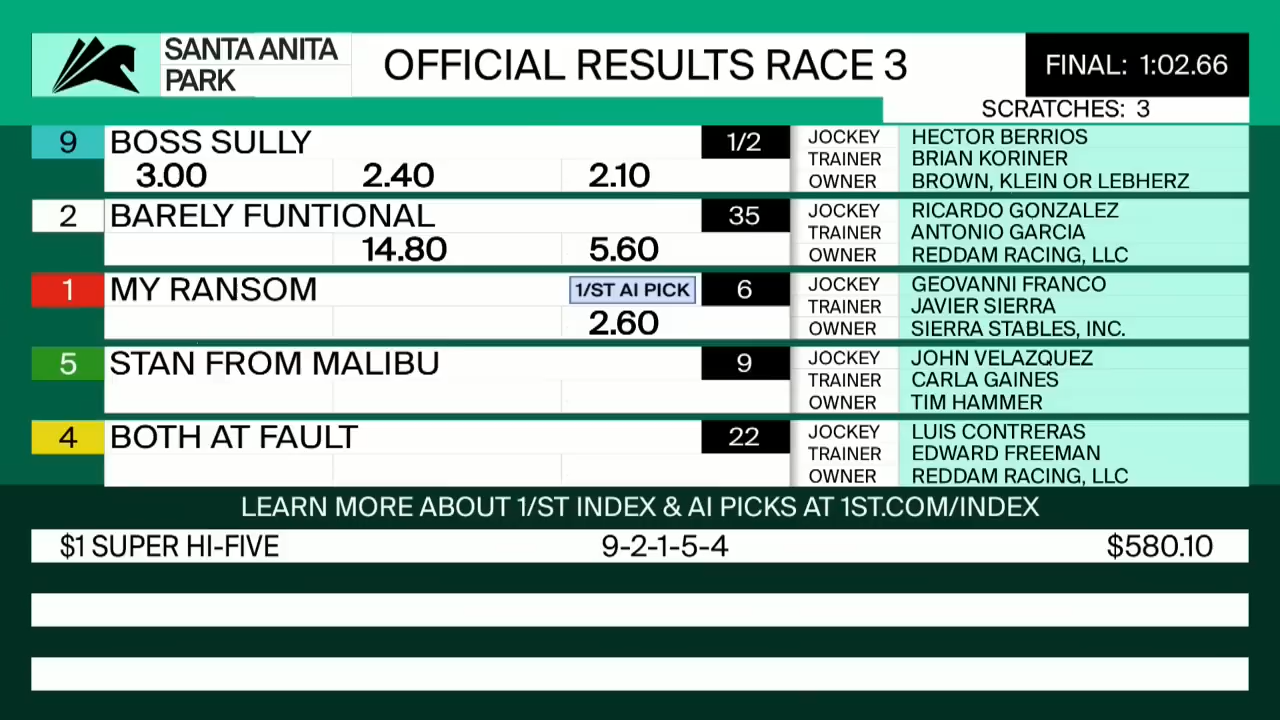 SANTA ANITA
PARK
OFFICIAL RESULTS RACE 3
FINAL: 1:02.66
SCRATCHES: 3
9 BOSS SULLY 1/2
3.00 2.40 2.10
JOCKEY HECTOR BERRIOS
TRAINER BRIAN KORINER
OWNER BROWN, KLEIN OR LEBHERZ
2 BARELY FUNTIONAL 35
14.80 5.60
JOCKEY RICARDO GONZALEZ
TRAINER ANTONIO GARCIA
OWNER REDDAM RACING, LLC
1 MY RANSOM 1/ST AI PICK 6
2.60
JOCKEY GEOVANNI FRANCO
TRAINER JAVIER SIERRA
OWNER SIERRA STABLES, INC.
5 STAN FROM MALIBU 9
JOCKEY JOHN VELAZQUEZ
TRAINER CARLA GAINES
OWNER TIM HAMMER
4 BOTH AT FAULT 22
JOCKEY LUIS CONTRERAS
TRAINER EDWARD FREEMAN
OWNER REDDAM RACING, LLC
LEARN MORE ABOUT 1/ST INDEX & AI PICKS AT 1ST.COM/INDEX
$1 SUPER HI-FIVE 9-2-1-5-4 $580.10